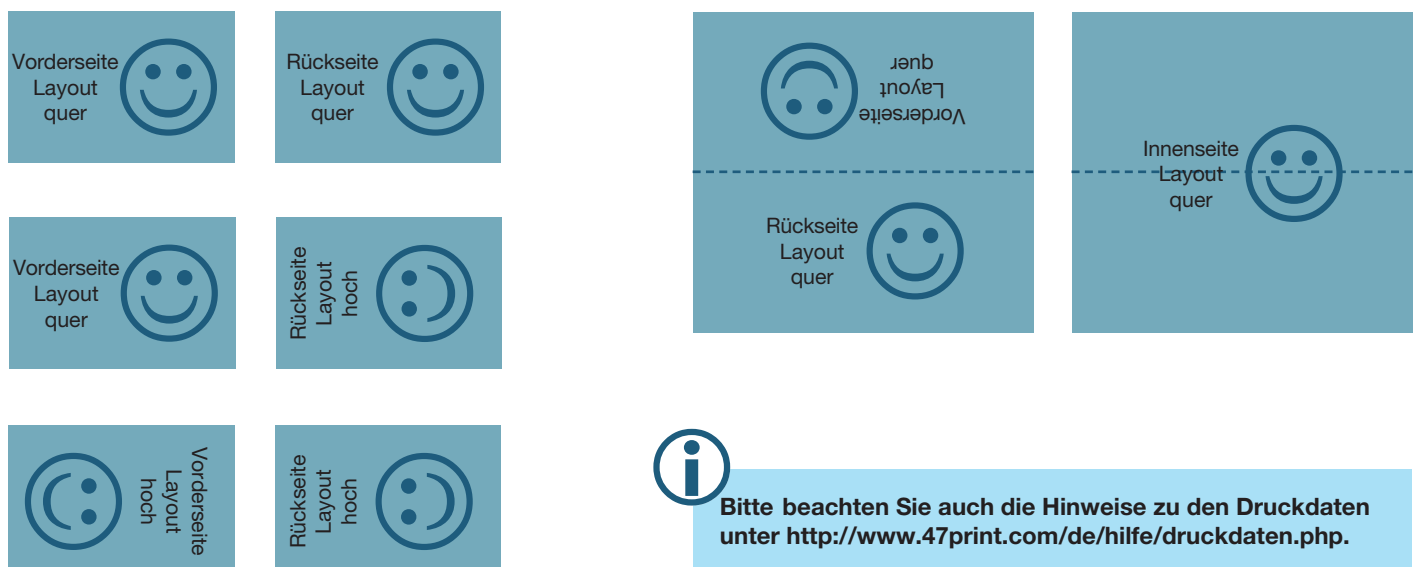 Vorderseite
Layout
quer
Rückseite
Layout
quer
Vorderseite
Layout
quer
Rückseite
Layout
hoch
Vorderseite
Layout
hoch
Rückseite
Layout
hoch
Vorderseite
Layout
quer
Rückseite
Layout
quer
Innenseite
Layout
quer
i
Bitte beachten Sie auch die Hinweise zu den Druckdaten
unter http://www.47print.com/de/hilfe/druckdaten.php.